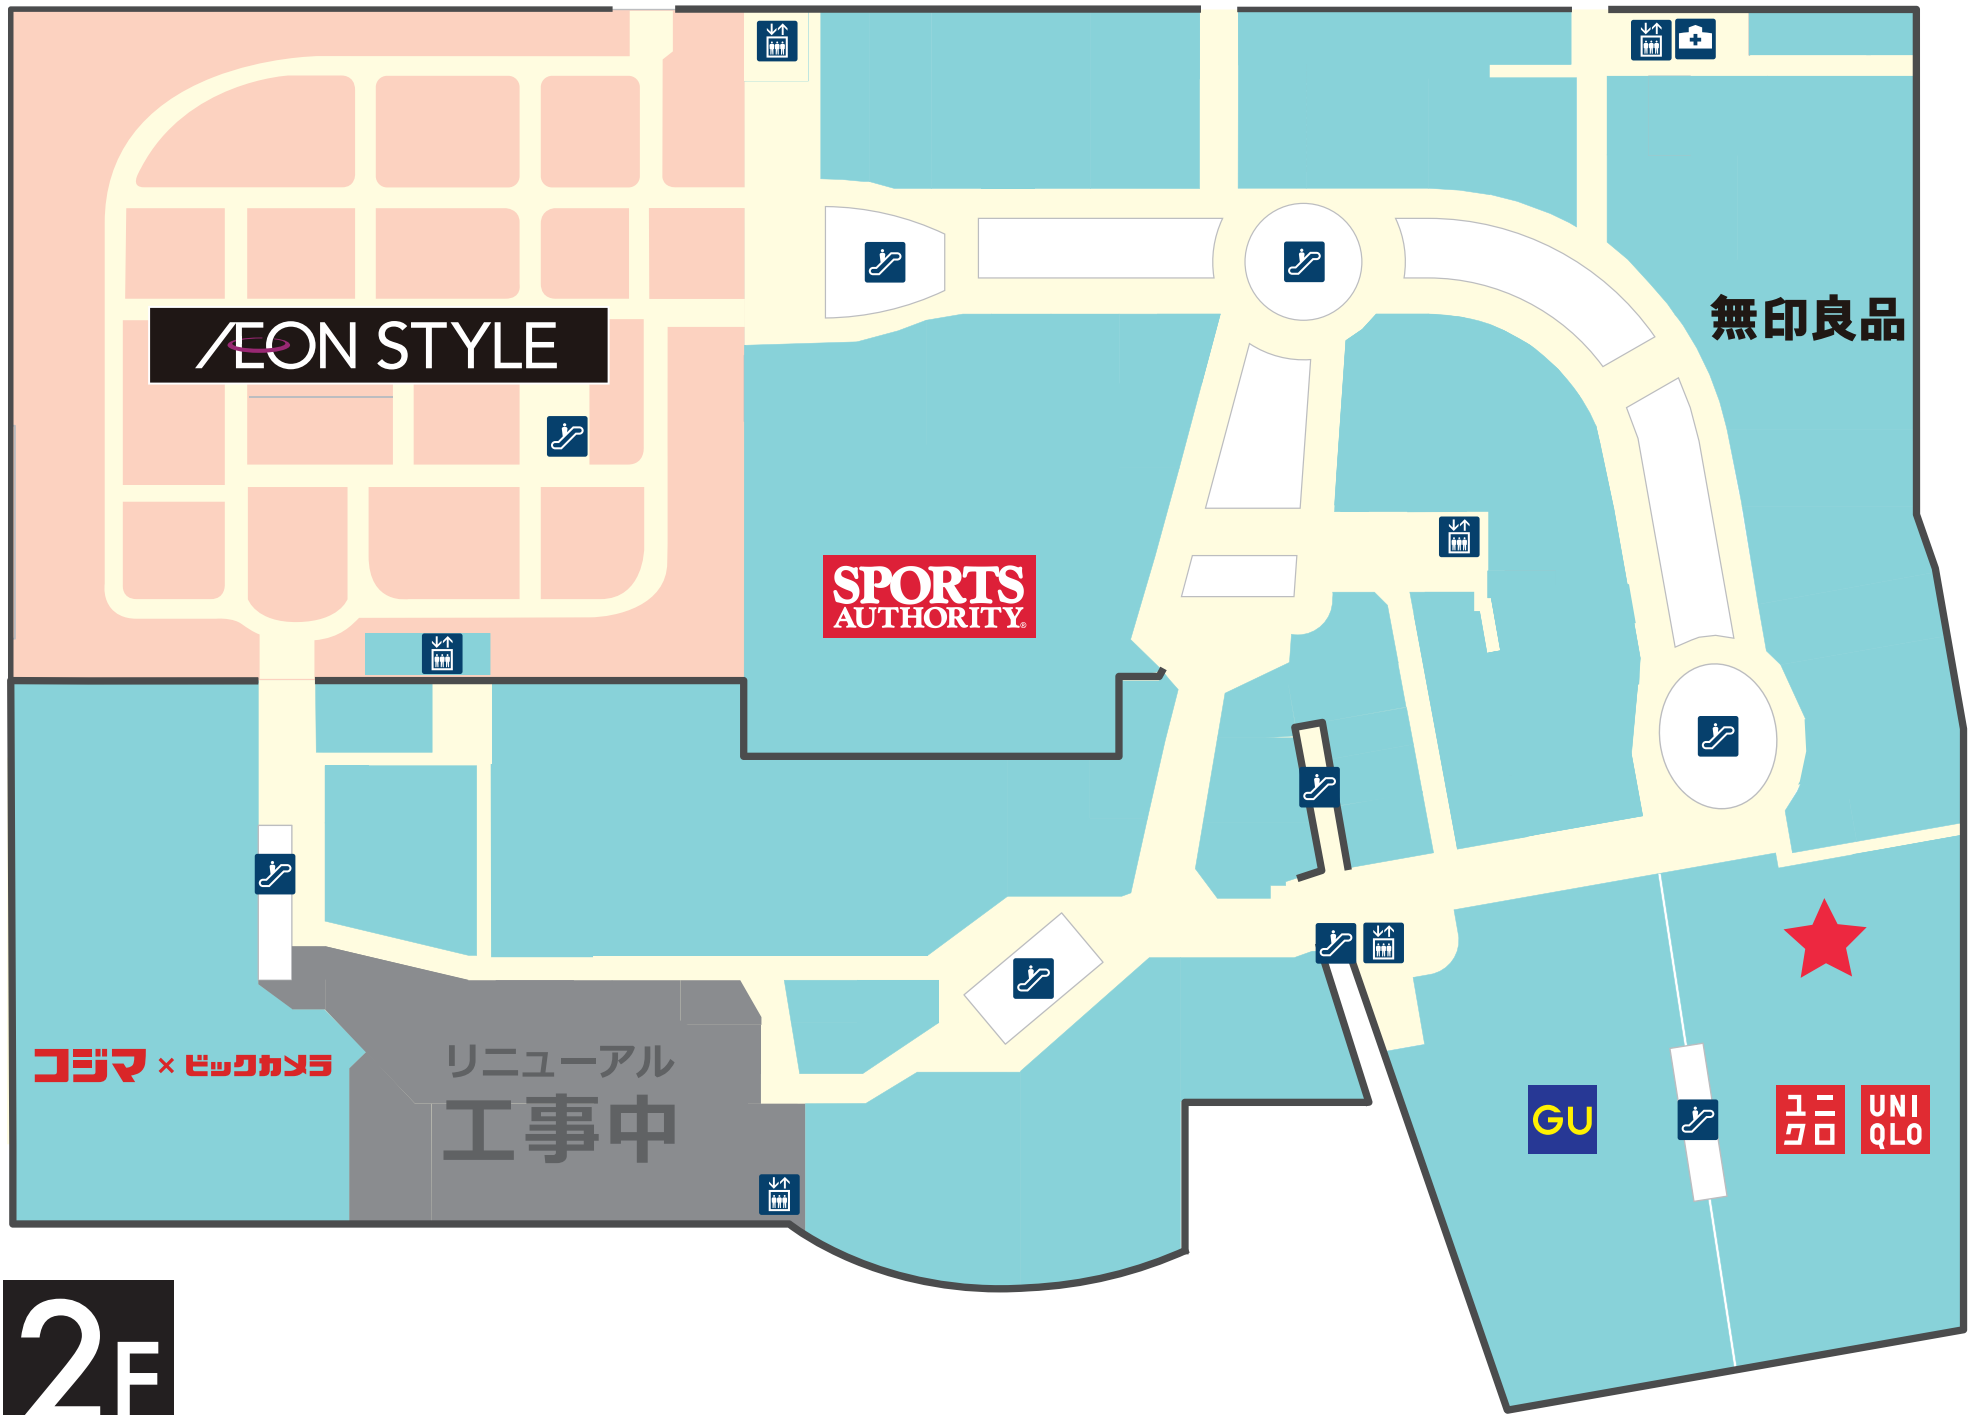 無印良品
ÆON STYLE
SPORTS
AUTHORITY®
コジマ×ビックカメラ
リニューアル
工事中
GU
ユニ
クロ
UNI
QLO
2F